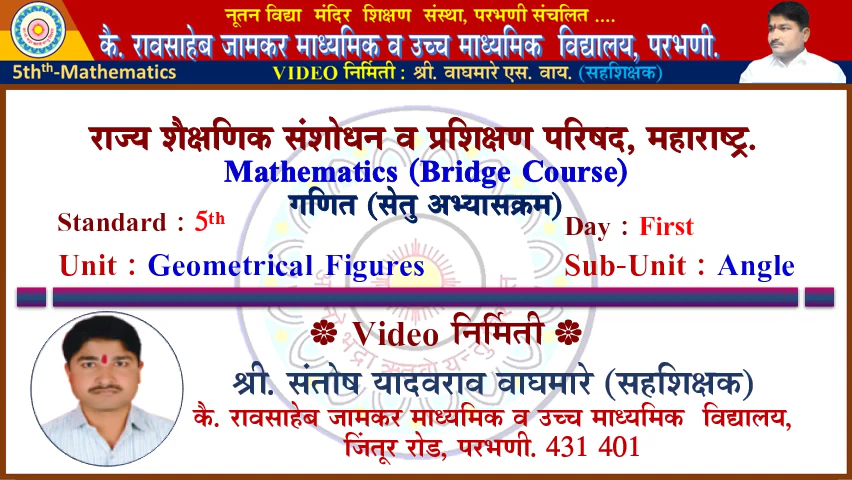 नूतन विद्या मंदिर शिक्षण संस्था, परभणी संचलित ....
कै. रावसाहेब जामकर माध्यमिक व उच्च माध्यमिक विद्यालय, परभणी.
5thth-Mathematics
VIDEO निर्मिती : श्री. वाघमारे एस. वाय. (सहशिक्षक)
राज्य शैक्षणिक संशोधन व प्रशिक्षण परिषद, महाराष्ट्र.
Mathematics (Bridge Course)
गणित (सेतु अभ्यासक्रम)
Standard : 5th
Day : First
Unit : Geometrical Figures
Sub-Unit : Angle
✽ Video निर्मिती ✽
श्री. संतोष यादवराव वाघमारे (सहशिक्षक)
कै. रावसाहेब जामकर माध्यमिक व उच्च माध्यमिक विद्यालय,
जिंतूर रोड, परभणी. 431 401